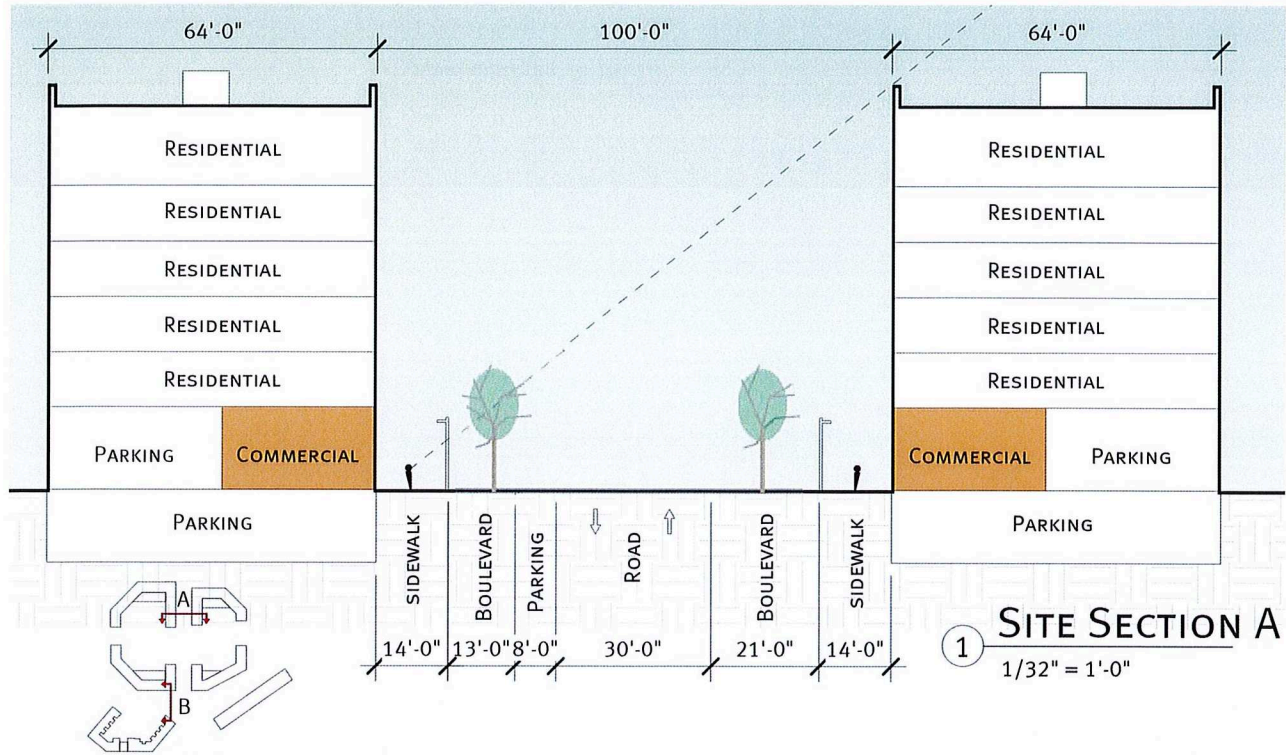 64'-0" 100'-0" 64'-0"
Residential Residential
Residential Residential
Residential Residential
Residential Residential
Residential Residential
Parking Commercial Commercial Parking
Parking Parking
Sidewalk
Boulevard
Parking
Road
Boulevard
Sidewalk
14'-0" 13'-0" 8'-0" 30'-0" 21'-0" 14'-0"
A
B
1 Site Section A
1/32" = 1'-0"